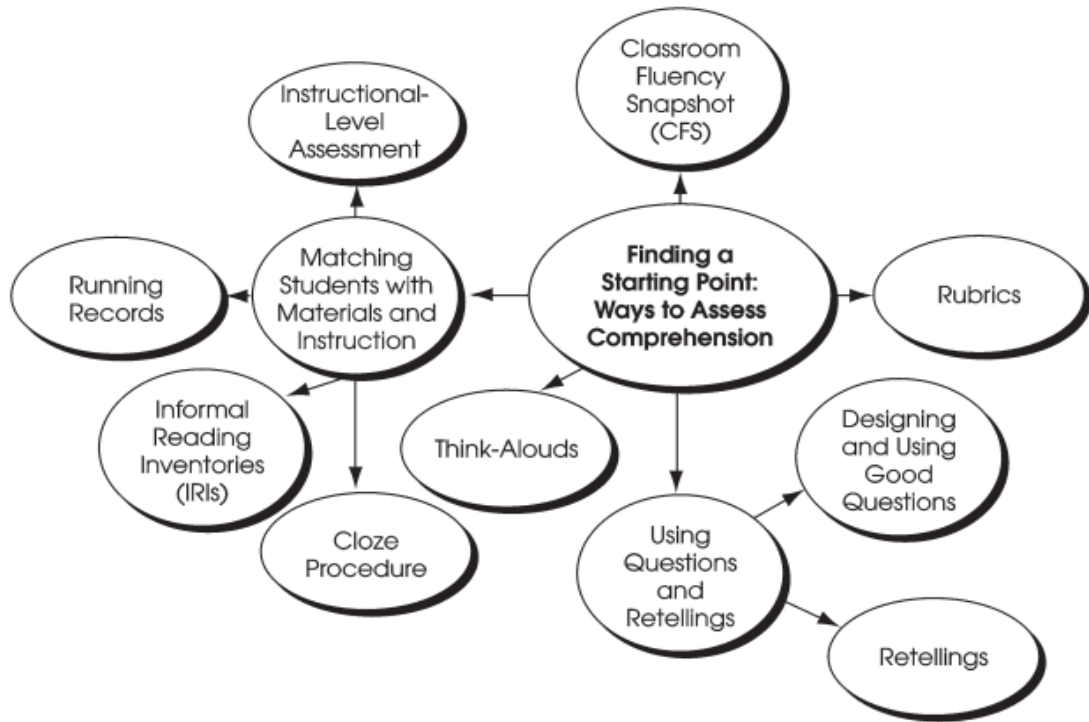 Classroom
Fluency
Snapshot
(CFS)
Instructional-
Level
Assessment
Finding a
Starting Point:
Ways to Assess
Comprehension
Matching
Students with
Materials and
Instruction
Running
Records
Rubrics
Informal
Reading
Inventories
(IRIs)
Think-Alouds
Designing
and Using
Good
Questions
Cloze
Procedure
Using
Questions
and
Retellings
Retellings